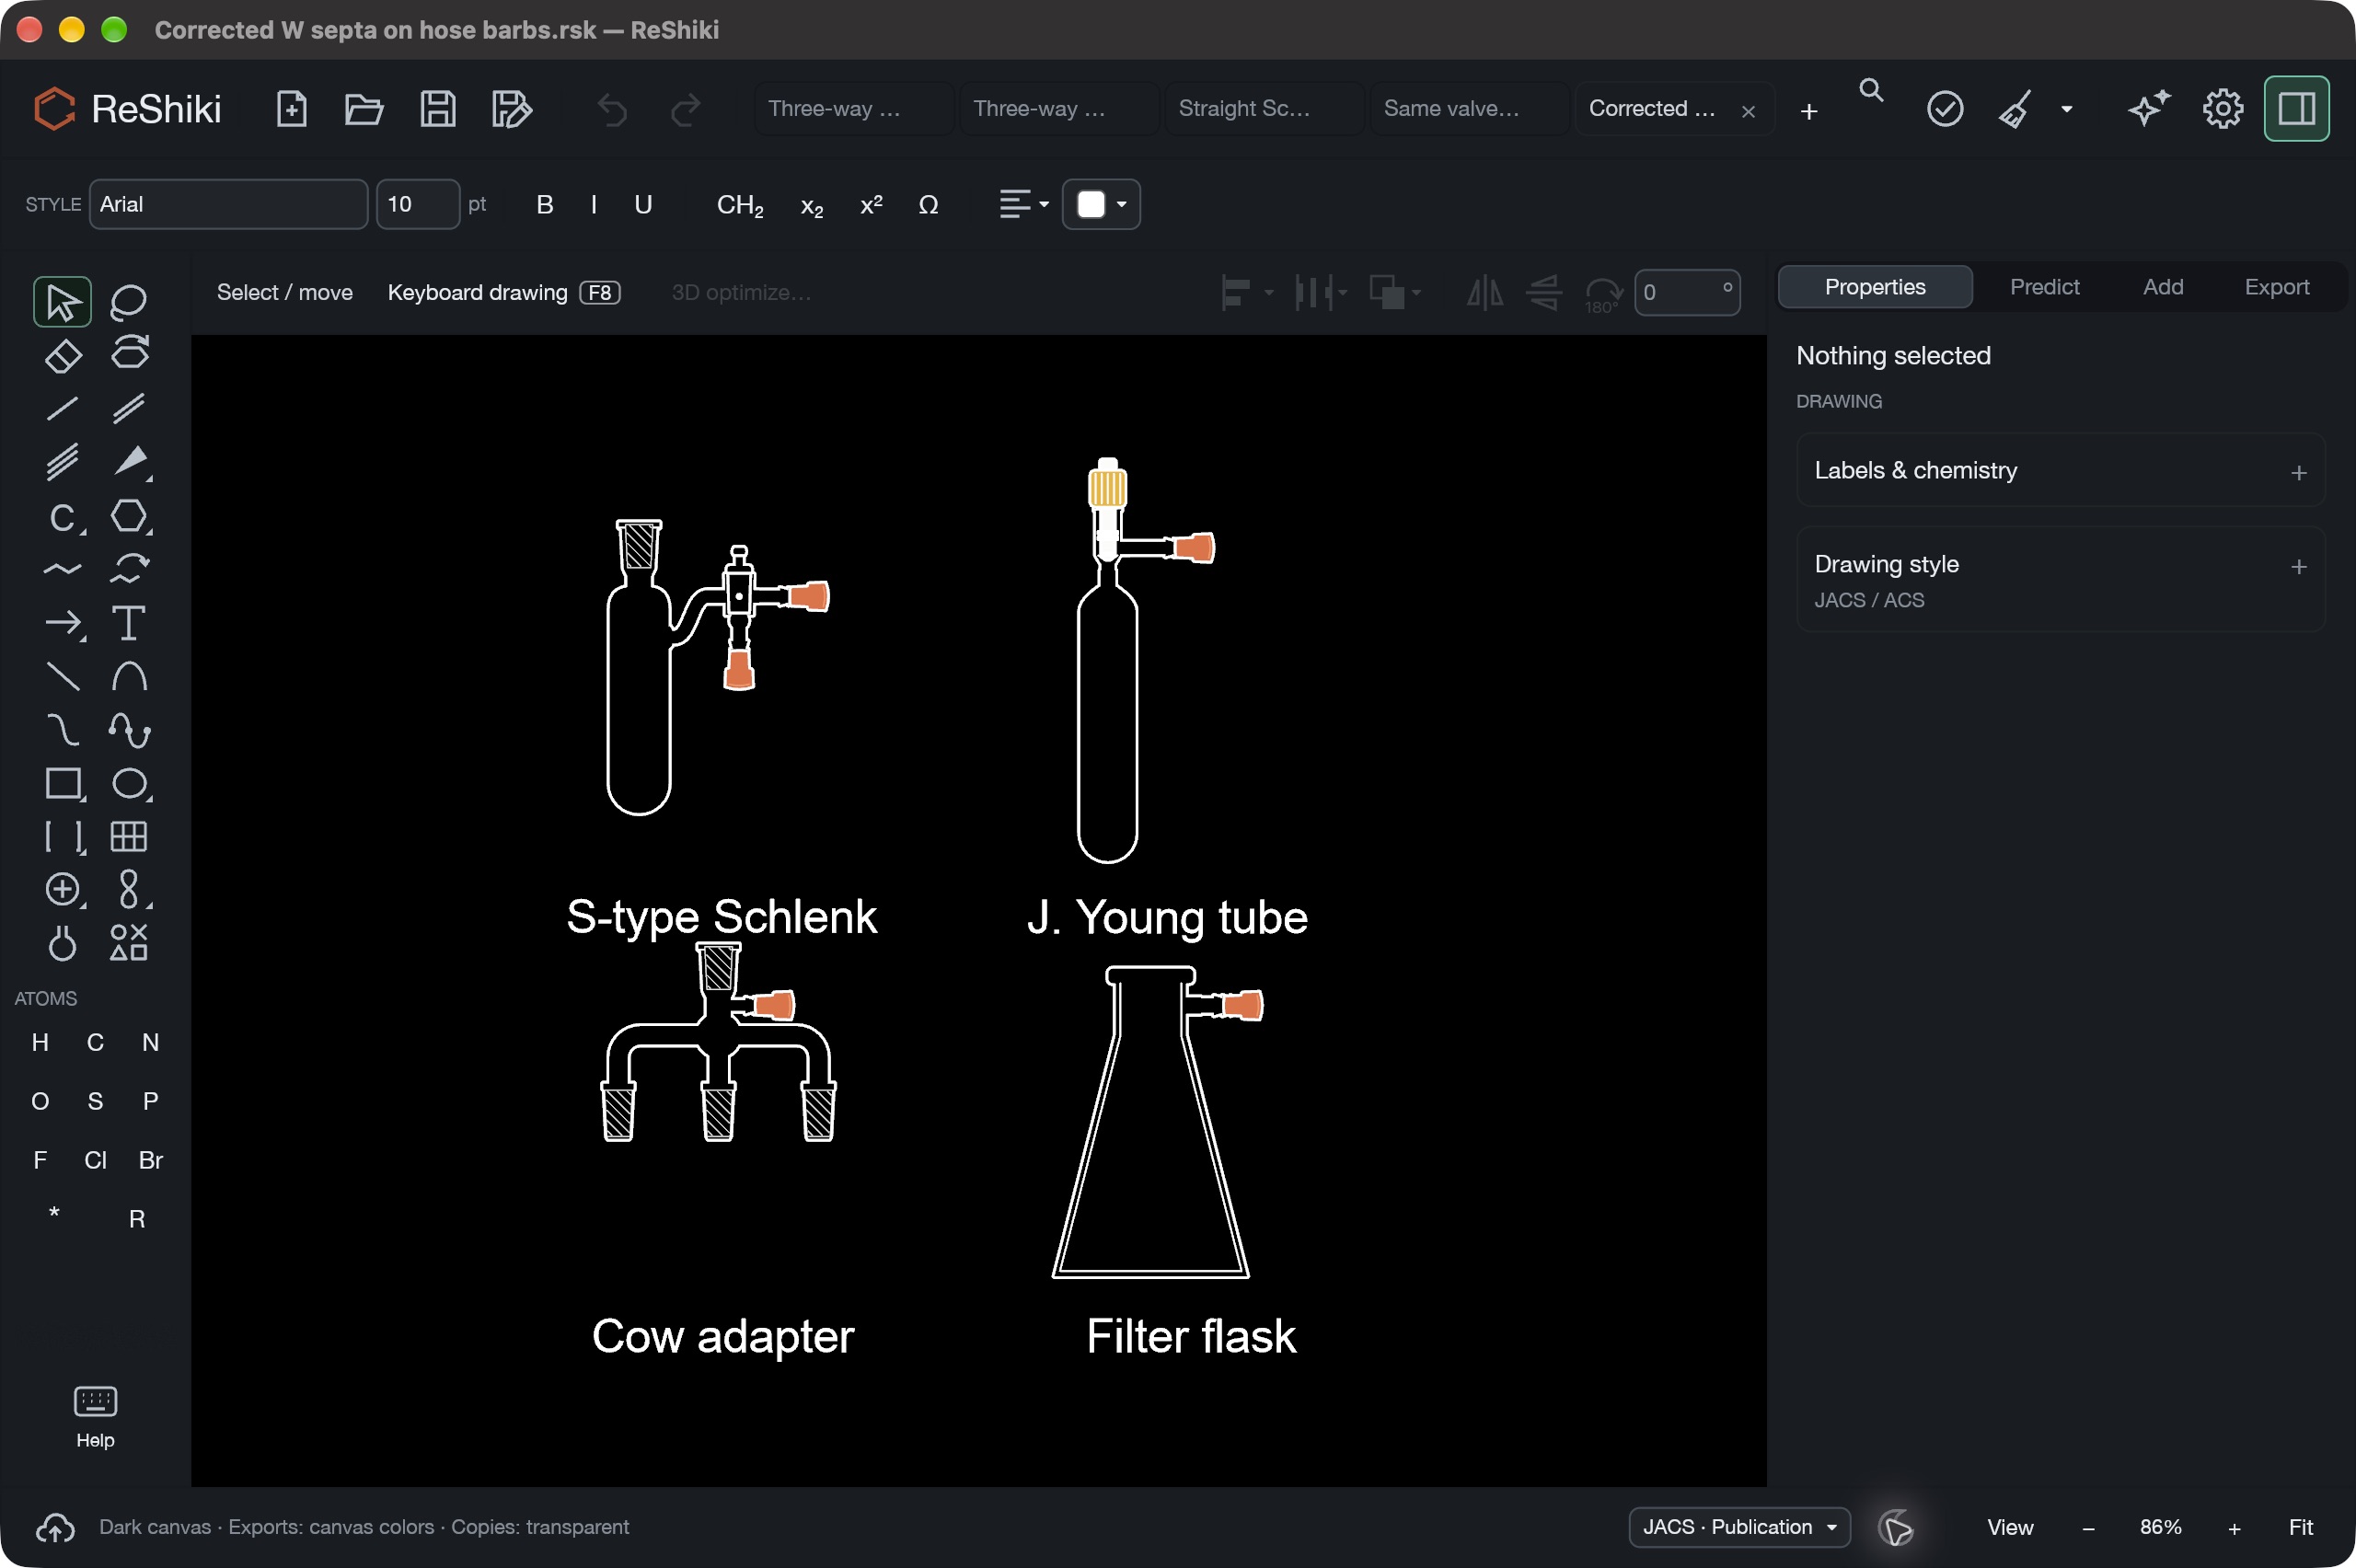 Corrected W septa on hose barbs.rsk — ReShiki
ReShiki
Three-way ...
Three-way ...
Straight Sc...
Same valve...
Corrected ...
STYLE
Arial
10
pt
B
I
U
CH₂
x₂
x²
Ω
Select / move
Keyboard drawing F8
3D optimize...
180°
0 °
Properties
Predict
Add
Export
Nothing selected
DRAWING
Labels & chemistry
Drawing style
JACS / ACS
C
T
ATOMS
H C N
O S P
F Cl Br
* R
Help
S-type Schlenk
J. Young tube
Cow adapter
Filter flask
Dark canvas · Exports: canvas colors · Copies: transparent
JACS · Publication
View
–
86%
+
Fit